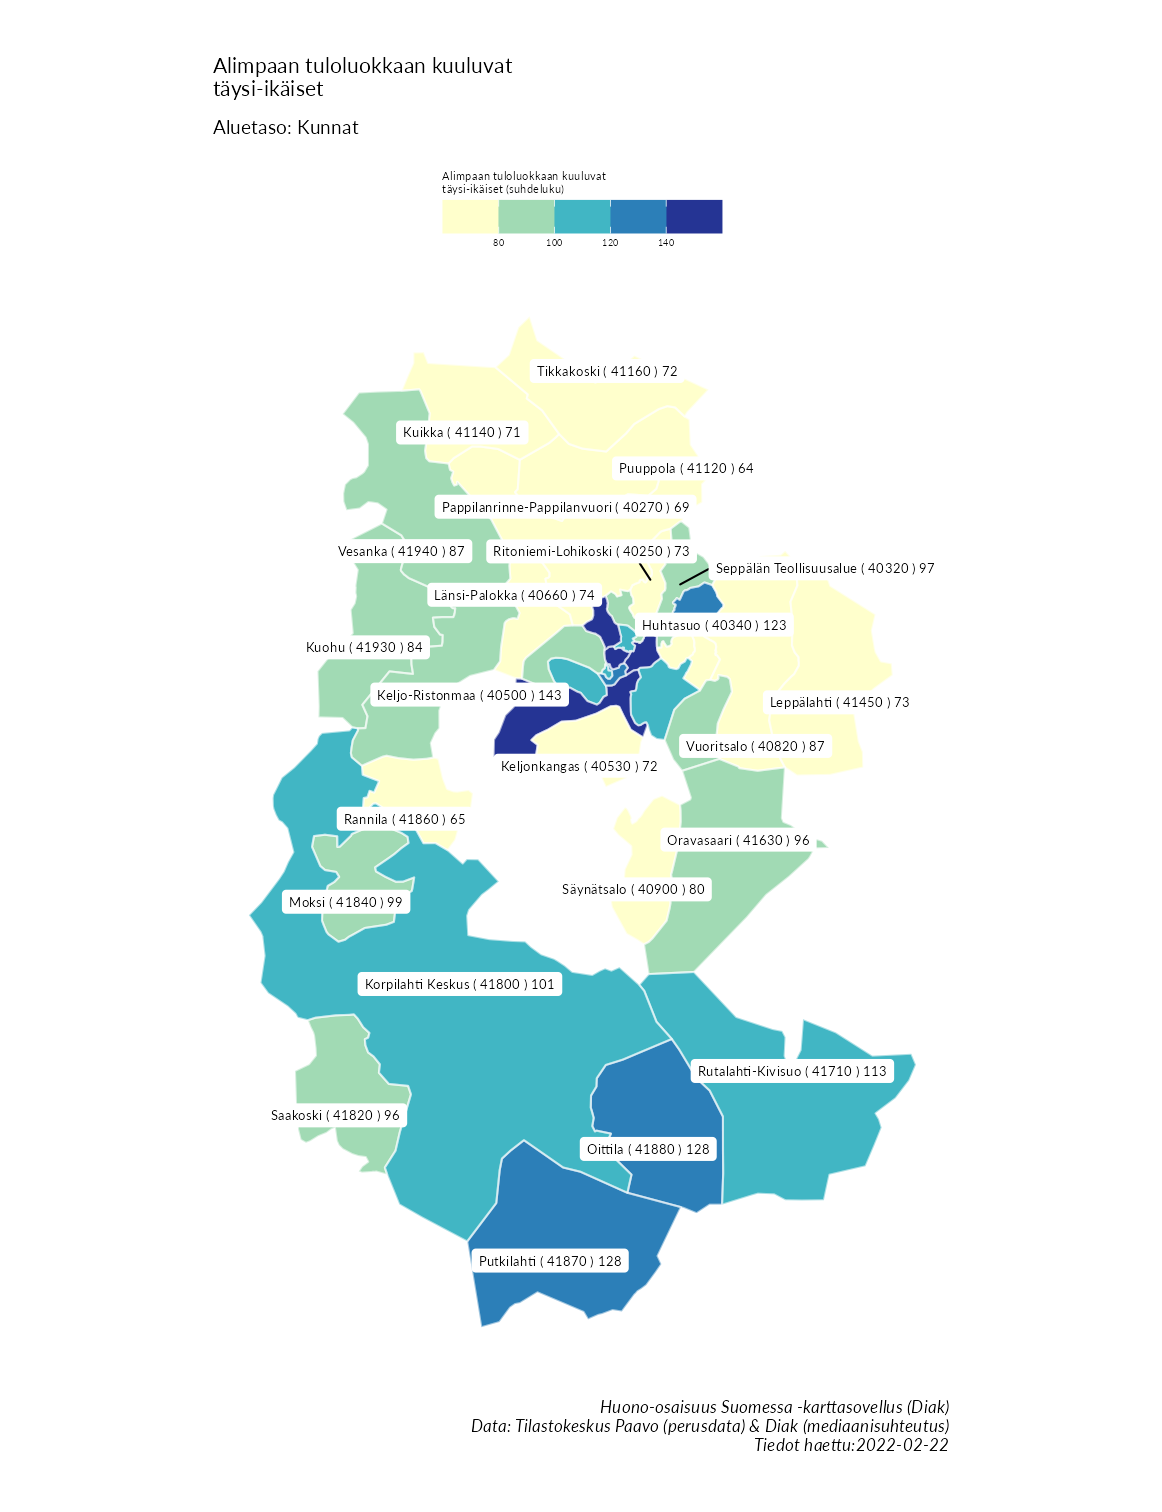 Alimpaan tuloluokkaan kuuluvat
täysi-ikäiset
Aluetaso: Kunnat
Alimpaan tuloluokkaan kuuluvat
täysi-ikäiset (suhdeluku)
80 100 120 140
Tikkakoski ( 41160 ) 72
Kuikka ( 41140 ) 71
Puuppola ( 41120 ) 64
Pappilanrinne-Pappilanvuori ( 40270 ) 69
Vesanka ( 41940 ) 87
Ritoniemi-Lohikoski ( 40250 ) 73
Seppälän Teollisuusalue ( 40320 ) 97
Länsi-Palokka ( 40660 ) 74
Huhtasuo ( 40340 ) 123
Kuohu ( 41930 ) 84
Keljo-Ristonmaa ( 40500 ) 143
Leppälahti ( 41450 ) 73
Vuoritsalo ( 40820 ) 87
Keljonkangas ( 40530 ) 72
Rannila ( 41860 ) 65
Oravasaari ( 41630 ) 96
Säynätsalo ( 40900 ) 80
Moksi ( 41840 ) 99
Korpilahti Keskus ( 41800 ) 101
Rutalahti-Kivisuo ( 41710 ) 113
Saakoski ( 41820 ) 96
Oittila ( 41880 ) 128
Putkilahti ( 41870 ) 128
Huono-osaisuus Suomessa -karttasovellus (Diak)
Data: Tilastokeskus Paavo (perusdata) & Diak (mediaanisuhteutus)
Tiedot haettu:2022-02-22